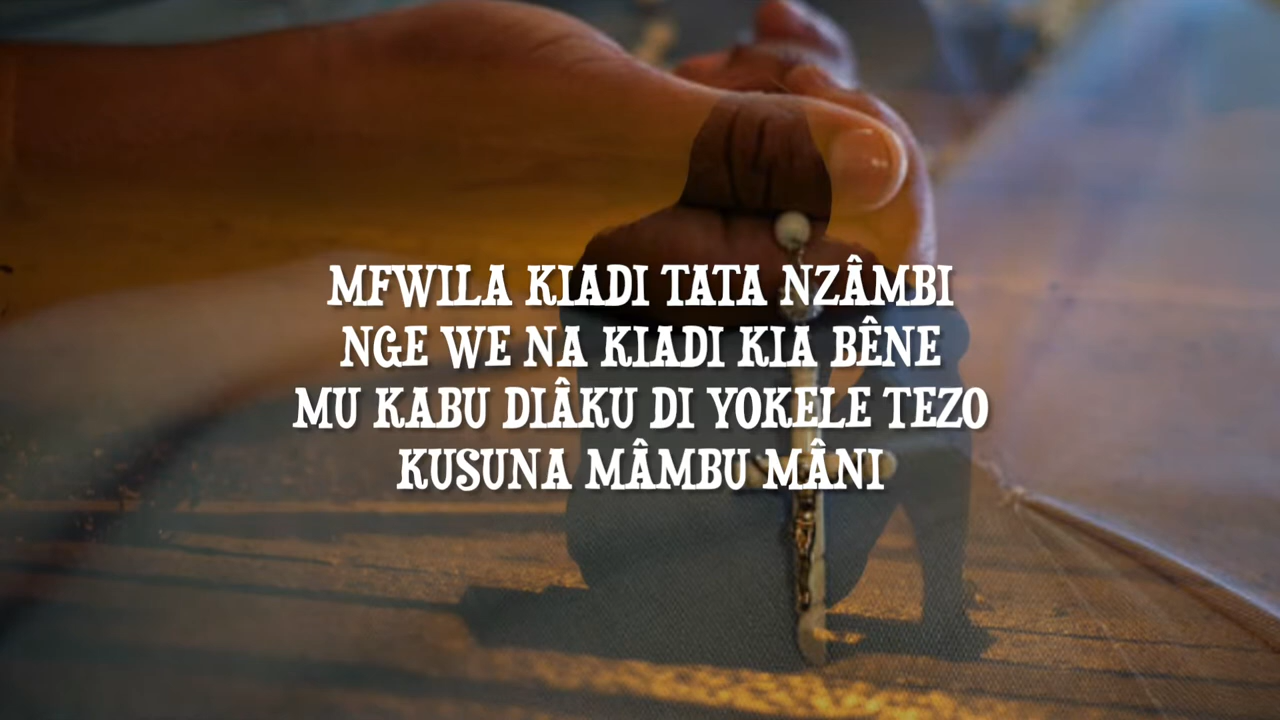 MFWILA KIADI TATA NZÂMBI
NGE WE NA KIADI KIA BÊNE
MU KABU DIÂKU DI YOKELE TEZO
KUSUNA MÂMBU MÂNI